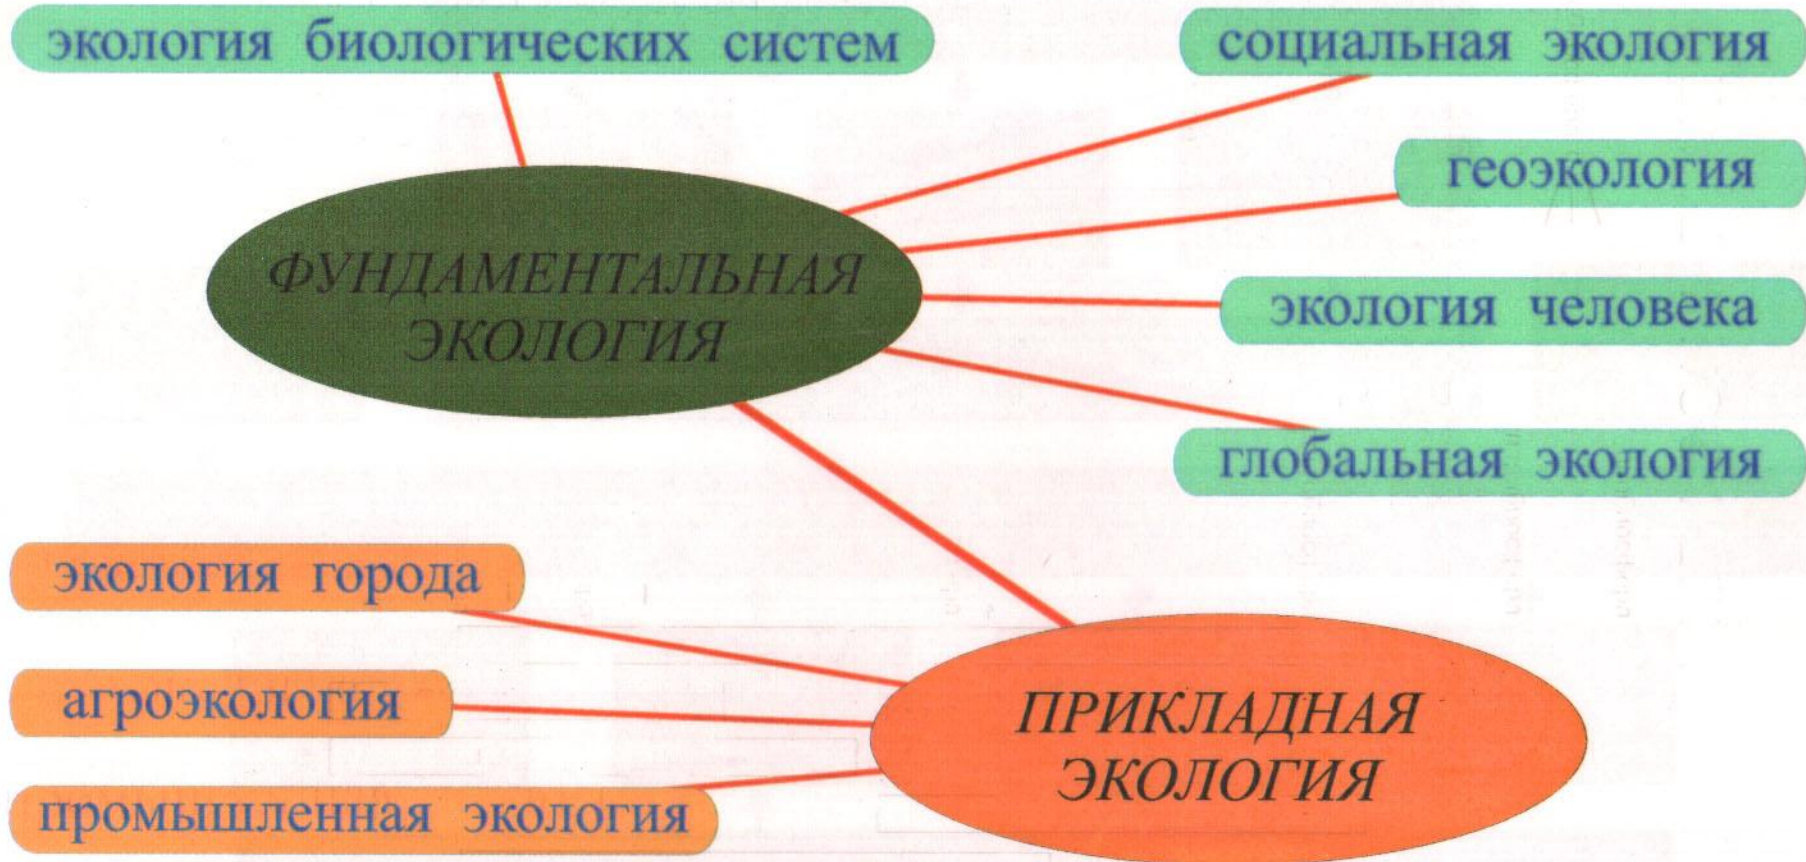 экология биологических систем
социальная экология
геоэкология
ФУНДАМЕНТАЛЬНАЯ
ЭКОЛОГИЯ
экология человека
глобальная экология
экология города
агроэкология
ПРИКЛАДНАЯ
ЭКОЛОГИЯ
промышленная экология